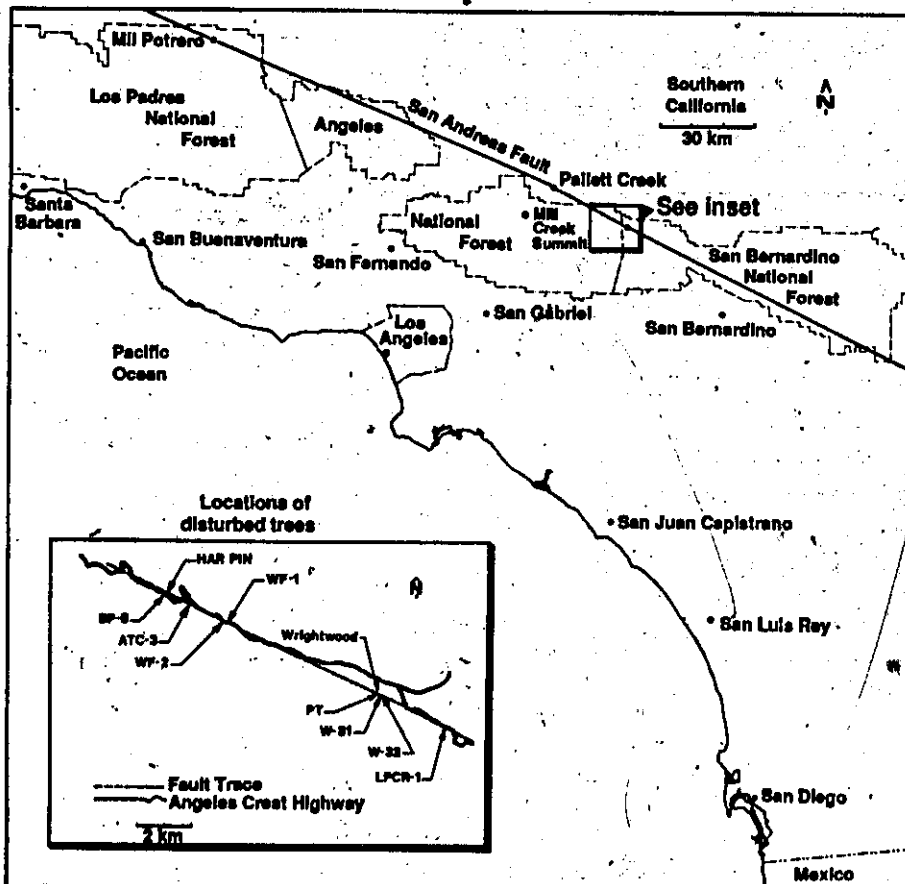 Mil Potrero
Los Padres
National
Forest
Angeles
San Andreas Fault
Southern
California
N
30 km
Pallett Creek
See inset
Santa
Barbara
San Buenaventura
National
Forest
Mill
Creek
Summit
San Fernando
San Bernardino
National
Forest
San Gabriel
San Bernardino
Los
Angeles
Pacific
Ocean
San Juan Capistrano
San Luis Rey
San Diego
Mexico
Locations of
disturbed trees
HAR PIN
WF-1
N
ATC-3
WF-2
Wrightwood
PT
W-31
W-32
LPCR-1
Fault Trace
Angeles Crest Highway
2 km